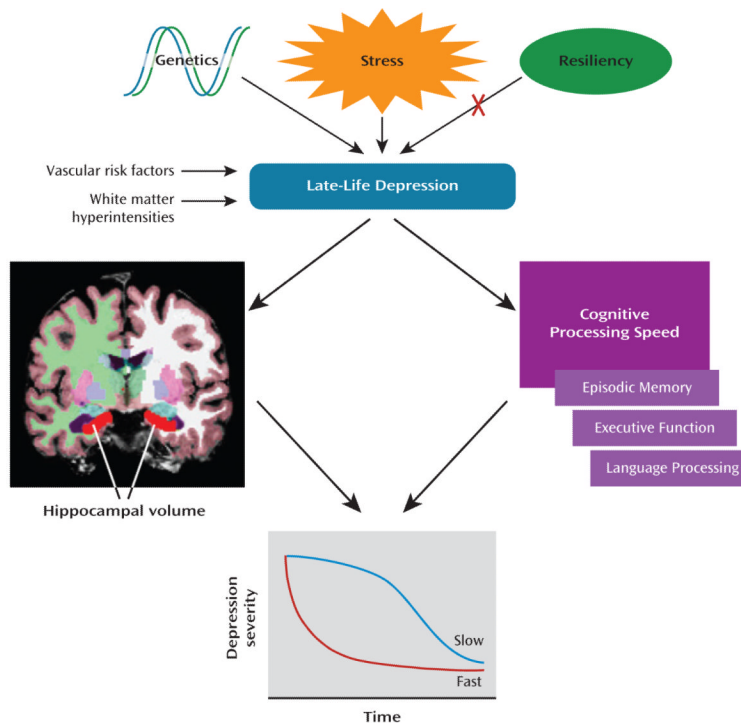 Genetics
Stress
Resiliency
Vascular risk factors
White matter
hyperintensities
Late-Life Depression
Cognitive
Processing Speed
Episodic Memory
Executive Function
Language Processing
Hippocampal volume
Depression
severity
Slow
Fast
Time